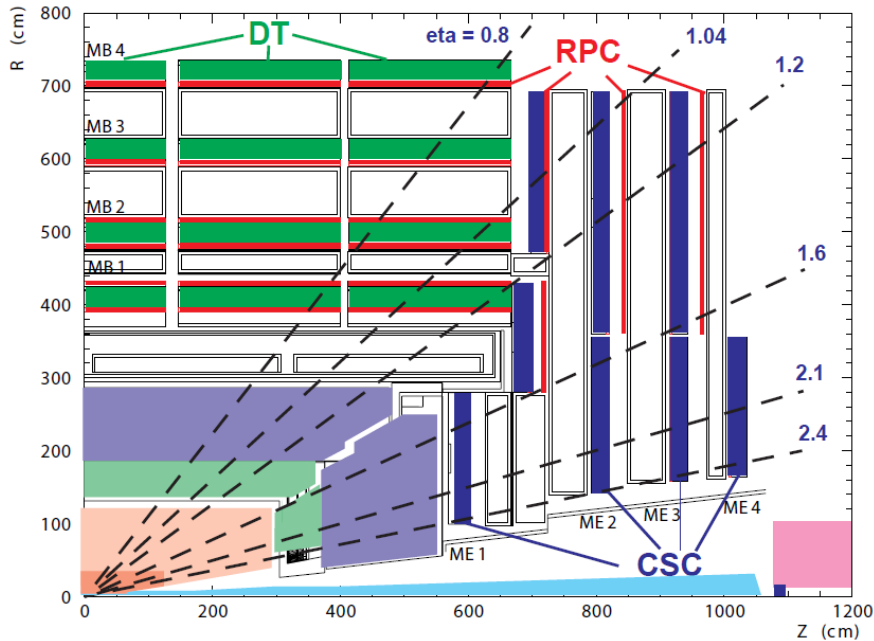 R (cm)
800
700
600
500
400
300
200
100
0
MB 4
MB 3
MB 2
MB 1
DT
eta = 0.8
RPC
1.04
1.2
1.6
2.1
2.4
ME 1
ME 2
ME 3
ME 4
CSC
0
200
400
600
800
1000
1200
Z (cm)